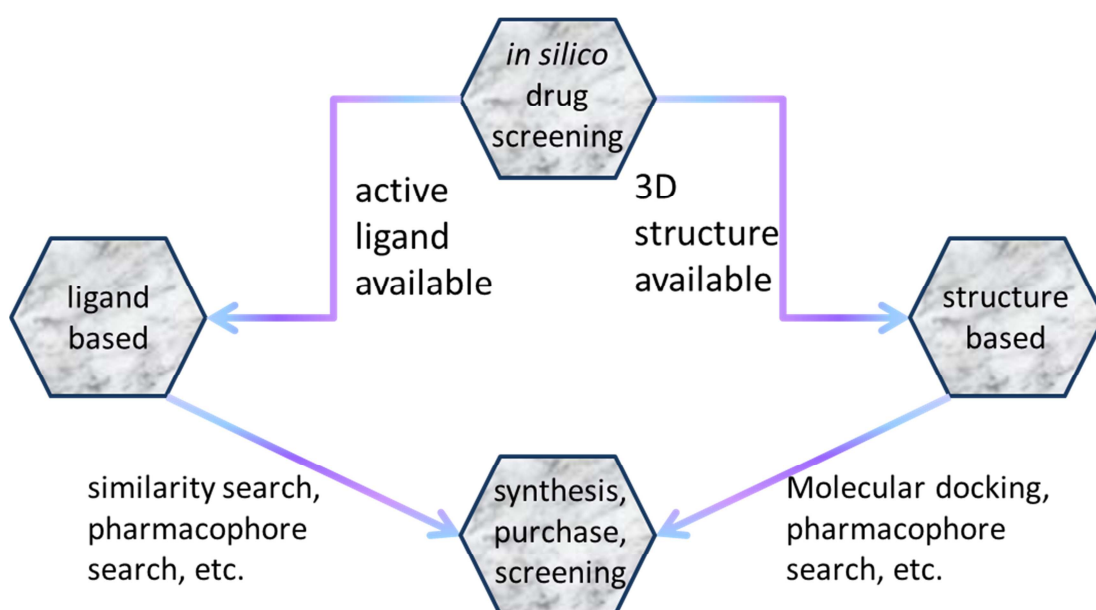 in silico
drug
screening
active
ligand
available
3D
structure
available
ligand
based
structure
based
similarity search,
pharmacophore
search, etc.
synthesis,
purchase,
screening
Molecular docking,
pharmacophore
search, etc.